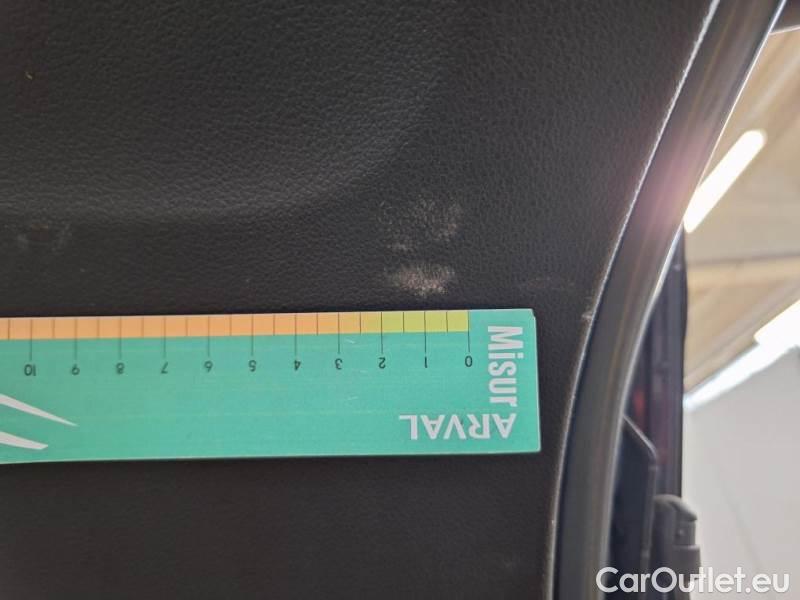 Misur
ARVAL
0 1 2 3 4 5 6 7 8 9 10
CarOutlet.eu